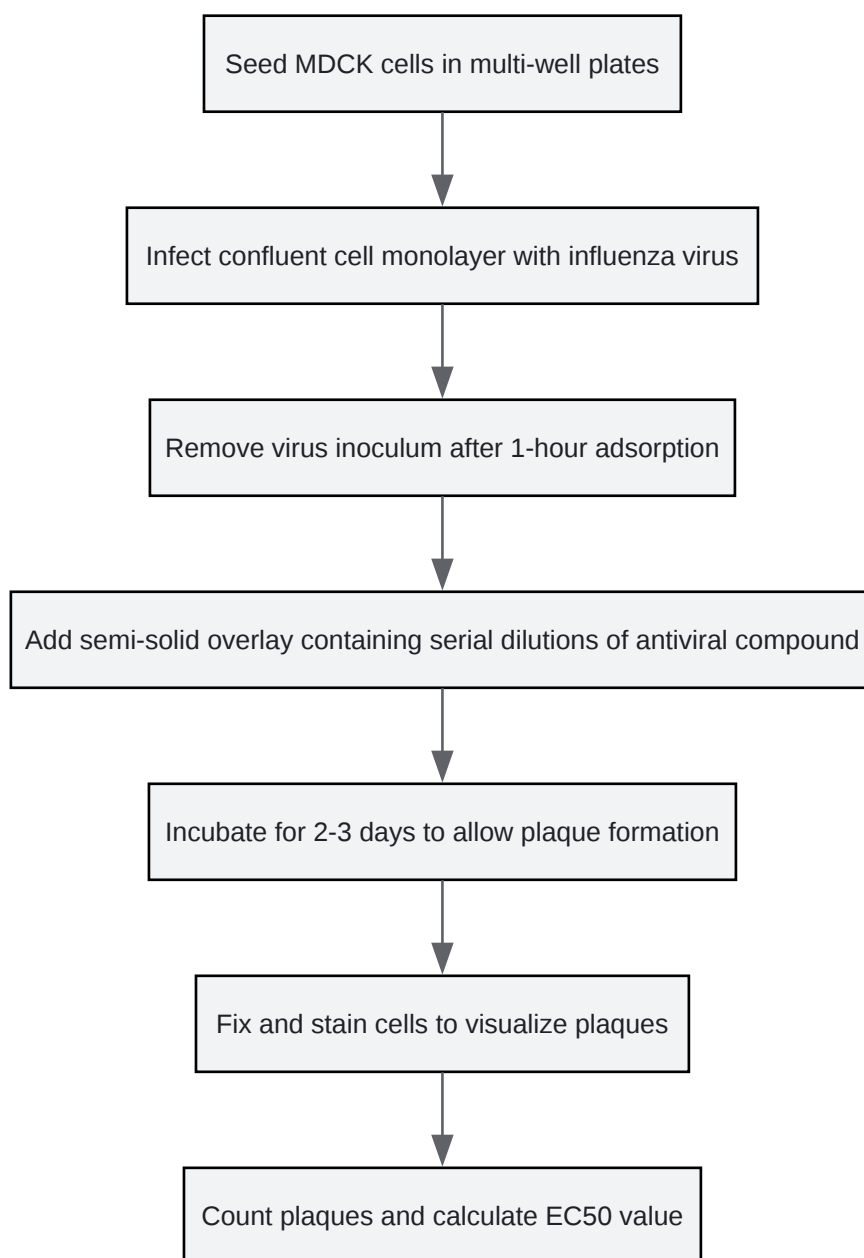 Seed MDCK cells in multi-well plates
Infect confluent cell monolayer with influenza virus
Remove virus inoculum after 1-hour adsorption
Add semi-solid overlay containing serial dilutions of antiviral compound
Incubate for 2-3 days to allow plaque formation
Fix and stain cells to visualize plaques
Count plaques and calculate EC50 value